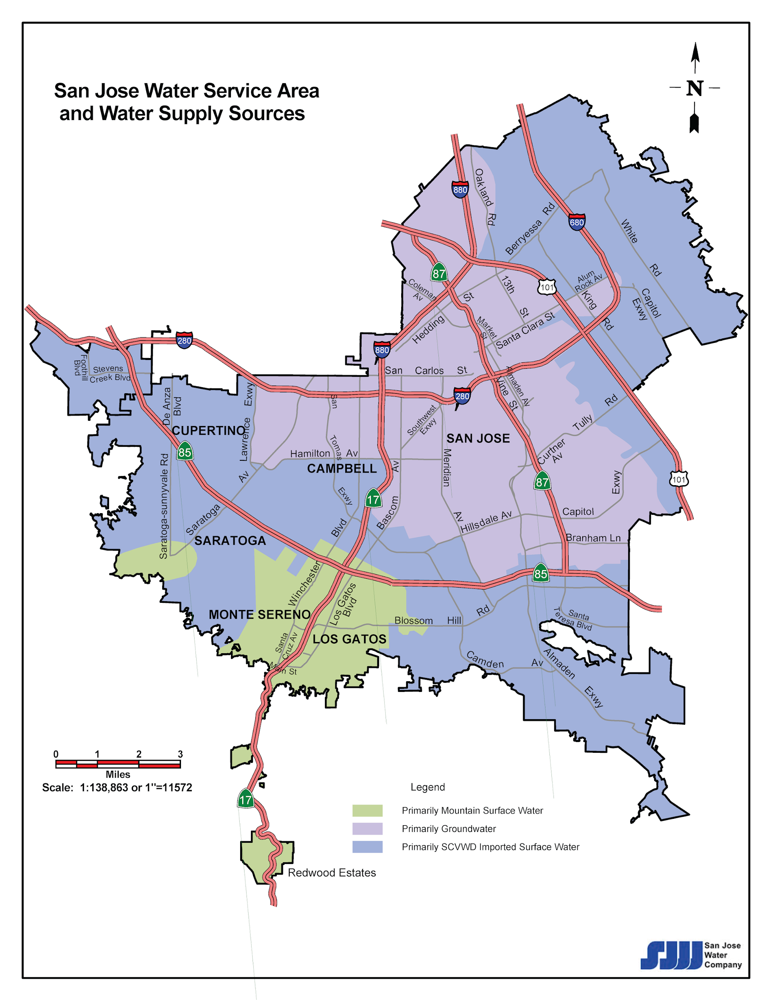 San Jose Water Service Area
and Water Supply Sources
N
880
Oakland Rd
680
Berryessa Rd
White Rd
87
101
Coleman
Av
Hedding St
13th St
Alum
Rock Av
King Rd
Capitol
Exwy
Market
St
Santa Clara St
280
880
Foothill
Blvd
Stevens
Creek Blvd
San Carlos St
280
Almaden Av
Vine St
De Anza
Blvd
Lawrence Exwy
San Tomas Exwy
Southwest
Exwy
CUPERTINO
SAN JOSE
Tully Rd
85
Hamilton Av
CAMPBELL
Curtner
Av
Meridian Av
87
101
17
Saratoga-sunnyvale Rd
Saratoga Av
Bascom Av
Capitol Exwy
Hillsdale Av
SARATOGA
Winchester Blvd
Branham Ln
85
MONTE SERENO
Los Gatos
Blvd
Blossom Hill Rd
Santa
Teresa Blvd
LOS GATOS
Santa
Cruz Av
Main St
Camden Av
Almaden Exwy
0 1 2 3
Miles
Scale: 1:138,863 or 1"=11572
17
Legend
Primarily Mountain Surface Water
Primarily Groundwater
Primarily SCVWD Imported Surface Water
Redwood Estates
SJW
San Jose
Water
Company